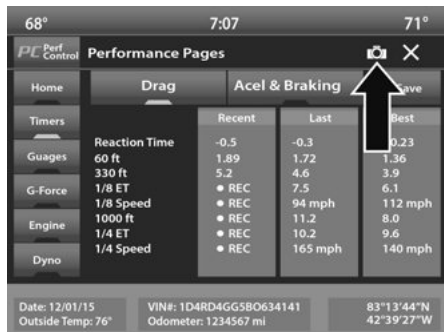 68° 7:07 71°
PC Perf Control Performance Pages
Home Drag Acel & Braking ave
Timers Recent Last Best
Reaction Time -0.5 -0.3 0.23
60 ft 1.89 1.72 1.36
Guages 330 ft 5.2 4.6 3.9
1/8 ET • REC 7.5 6.1
G-Force 1/8 Speed • REC 94 mph 112 mph
1000 ft • REC 11.2 8.0
Engine 1/4 ET • REC 10.2 9.6
1/4 Speed • REC 165 mph 140 mph
Dyno
Date: 12/01/15 VIN#: 1D4RD4GG5BO634141 83°13'44"N
Outside Temp: 76° Odometer: 1234567 mi 42°39'27"W